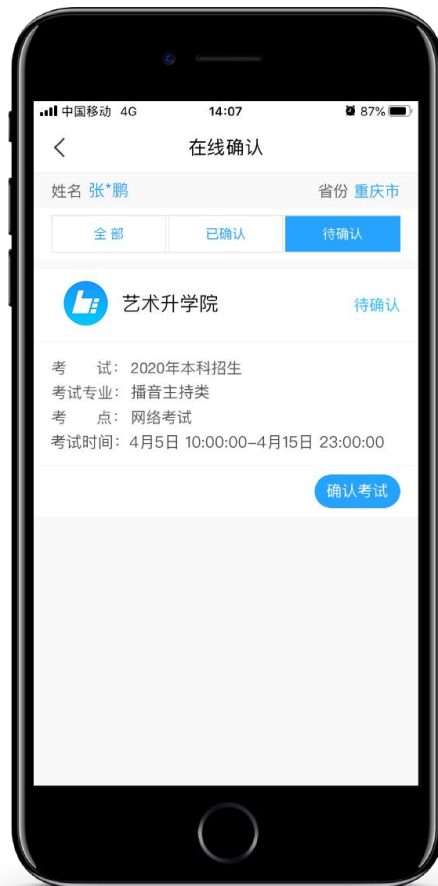 中国移动 4G 14:07 87%
在线确认
姓名 张*鹏 省份 重庆市
全部 已确认 待确认
艺术升学院 待确认
考 试： 2020年本科招生
考试专业： 播音主持类
考 点： 网络考试
考试时间： 4月5日 10:00:00-4月15日 23:00:00
确认考试